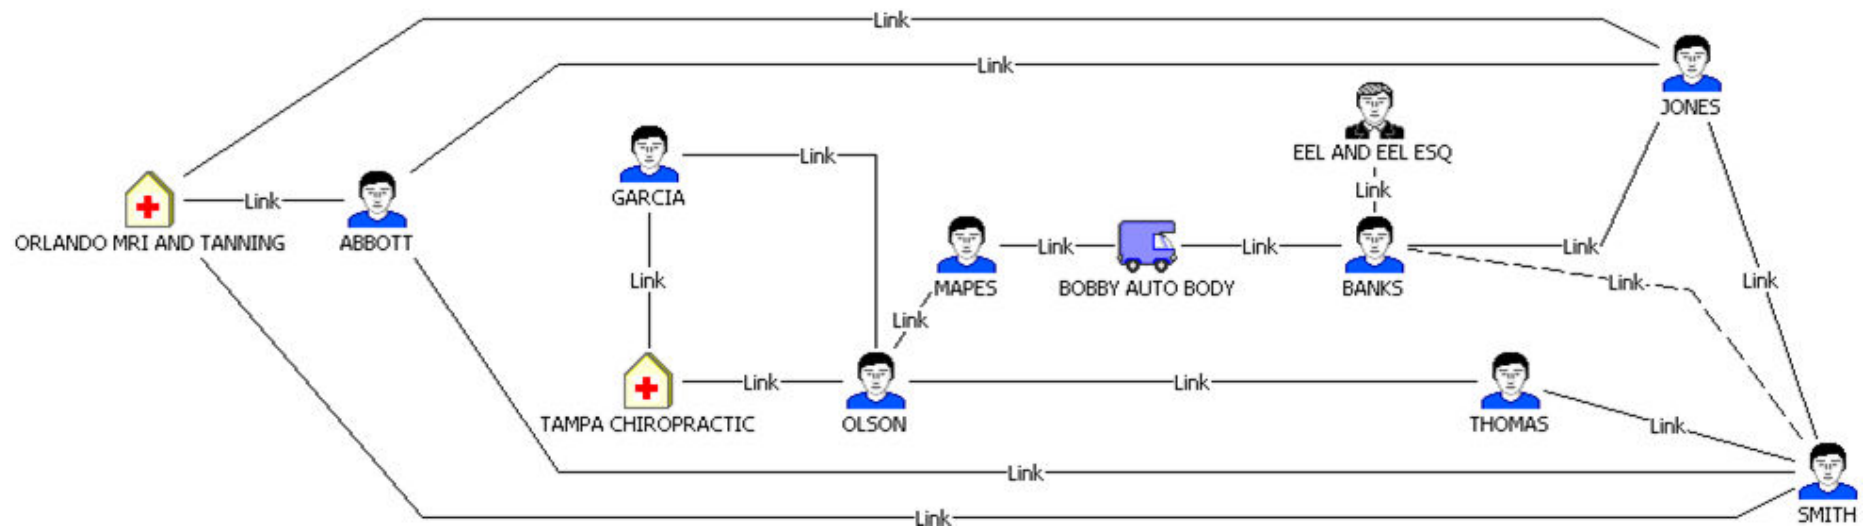 Link
Link
JONES
EEL AND EEL ESQ
Link
GARCIA
Link
Link
ORLANDO MRI AND TANNING
ABBOTT
Link
Link
Link
Link
Link
Link
Link
MAPES
BOBBY AUTO BODY
BANKS
Link
Link
Link
TAMPA CHIROPRACTIC
OLSON
THOMAS
Link
Link
SMITH
Link